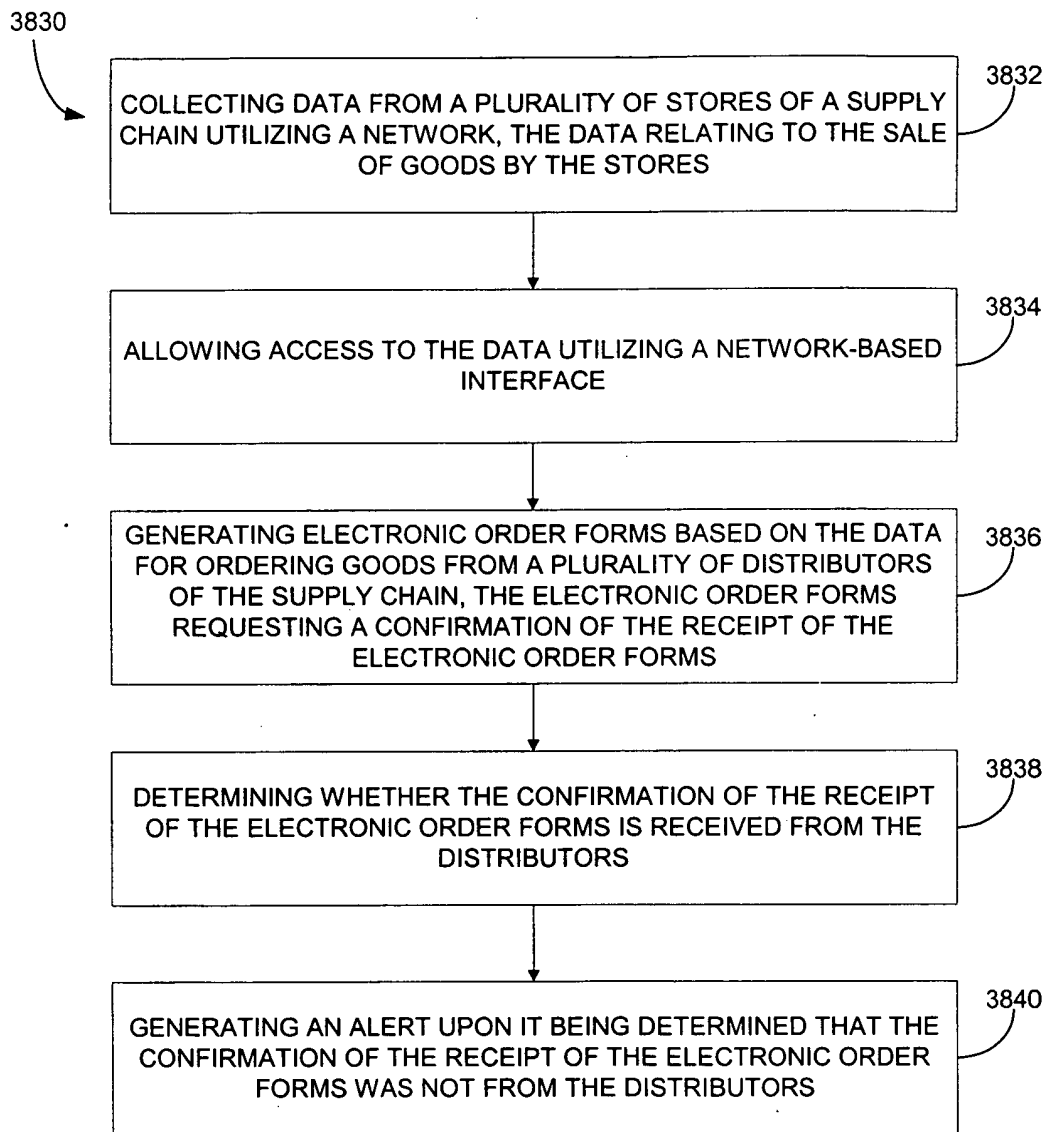 3830
3832
COLLECTING DATA FROM A PLURALITY OF STORES OF A SUPPLY
CHAIN UTILIZING A NETWORK, THE DATA RELATING TO THE SALE
OF GOODS BY THE STORES
3834
ALLOWING ACCESS TO THE DATA UTILIZING A NETWORK-BASED
INTERFACE
3836
GENERATING ELECTRONIC ORDER FORMS BASED ON THE DATA
FOR ORDERING GOODS FROM A PLURALITY OF DISTRIBUTORS
OF THE SUPPLY CHAIN, THE ELECTRONIC ORDER FORMS
REQUESTING A CONFIRMATION OF THE RECEIPT OF THE
ELECTRONIC ORDER FORMS
3838
DETERMINING WHETHER THE CONFIRMATION OF THE RECEIPT
OF THE ELECTRONIC ORDER FORMS IS RECEIVED FROM THE
DISTRIBUTORS
3840
GENERATING AN ALERT UPON IT BEING DETERMINED THAT THE
CONFIRMATION OF THE RECEIPT OF THE ELECTRONIC ORDER
FORMS WAS NOT FROM THE DISTRIBUTORS